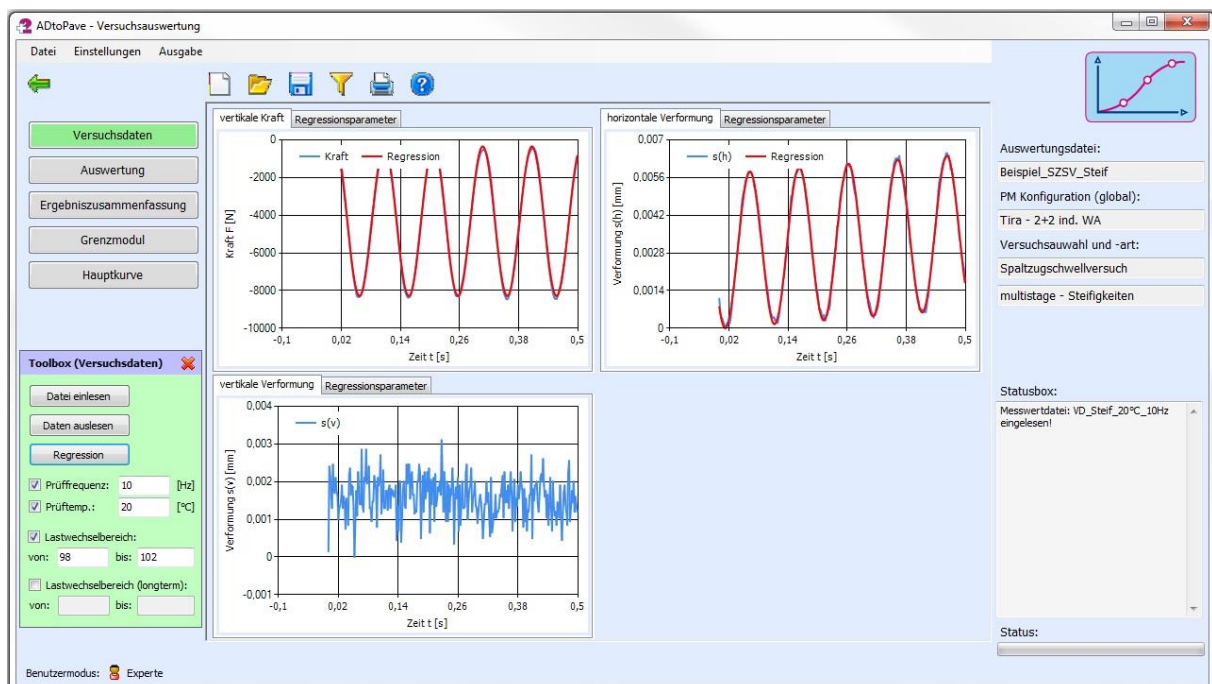 ADtoPave - Versuchsauswertung
Datei Einstellungen Ausgabe
Versuchsdaten
Auswertung
Ergebniszusammenfassung
Grenzmodul
Hauptkurve
Toolbox (Versuchsdaten)
Datei einlesen
Daten auslesen
Regression
Prüffrequenz: 10 [Hz]
Prüftemp.: 20 [°C]
Lastwechselbereich:
von: 98 bis: 102
Lastwechselbereich (longterm):
von: bis:
Benutzermodus: Experte
vertikale Kraft Regressionsparameter
Kraft Regression
Kraft F [N]
0
-2000
-4000
-6000
-8000
-10000
-0,1 0,02 0,14 0,26 0,38 0,5
Zeit t [s]
horizontale Verformung Regressionsparameter
s(h) Regression
Verformung s(h) [mm]
0,007
0,0056
0,0042
0,0028
0,0014
0
-0,1 0,02 0,14 0,26 0,38 0,5
Zeit t [s]
vertikale Verformung Regressionsparameter
s(v)
Verformung s(v) [mm]
0,004
0,003
0,002
0,001
0
-0,001
-0,1 0,02 0,14 0,26 0,38 0,5
Zeit t [s]
Auswertungsdatei:
Beispiel_SZSV_Steif
PM Konfiguration (global):
Tira - 2+2 ind. WA
Versuchsauwahl und -art:
Spaltzugschwellversuch
multistage - Steifigkeiten
Statusbox:
Messwertdatei: VD_Steif_20°C_10Hz
eingelesen!
Status: